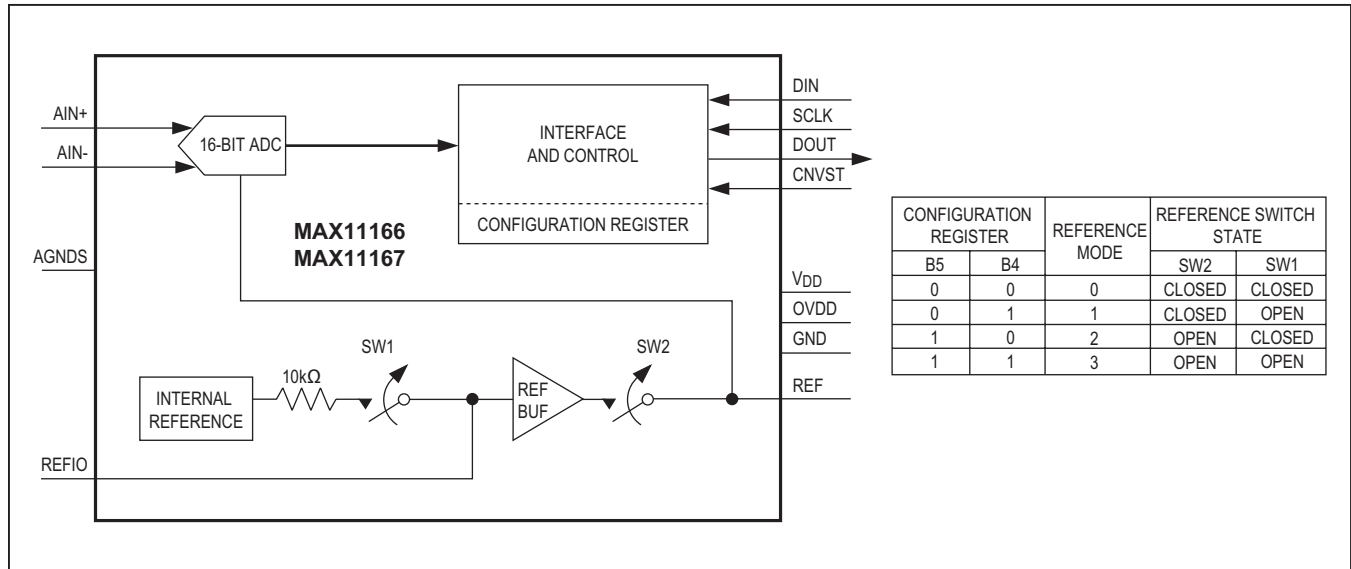 AIN+
AIN-
16-BIT ADC
INTERFACE
AND CONTROL
CONFIGURATION REGISTER
DIN
SCLK
DOUT
CNVST
MAX11166
MAX11167
AGNDS
VDD
OVDD
GND
REF
SW1
SW2
10kΩ
INTERNAL
REFERENCE
REF
BUF
REFIO
CONFIGURATION
REGISTER
REFERENCE
MODE
REFERENCE SWITCH
STATE
B5 B4 SW2 SW1
0 0 0 CLOSED CLOSED
0 1 1 CLOSED OPEN
1 0 2 OPEN CLOSED
1 1 3 OPEN OPEN